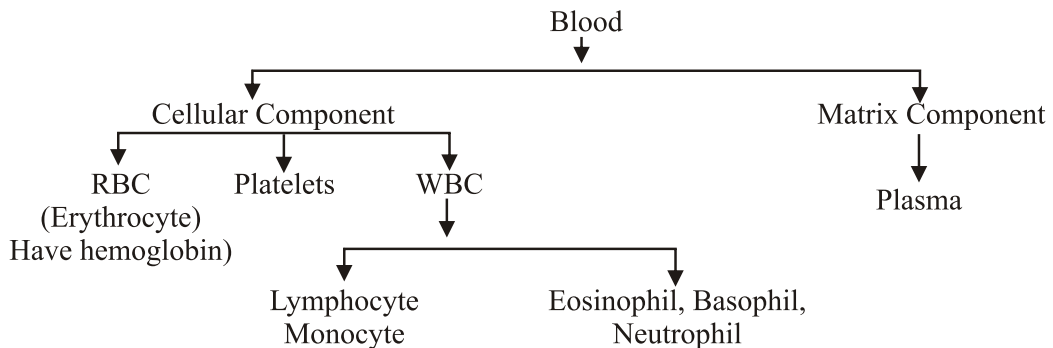 Blood
Cellular Component
Matrix Component
RBC
(Erythrocyte)
Have hemoglobin)
Platelets
WBC
Plasma
Lymphocyte
Monocyte
Eosinophil, Basophil,
Neutrophil